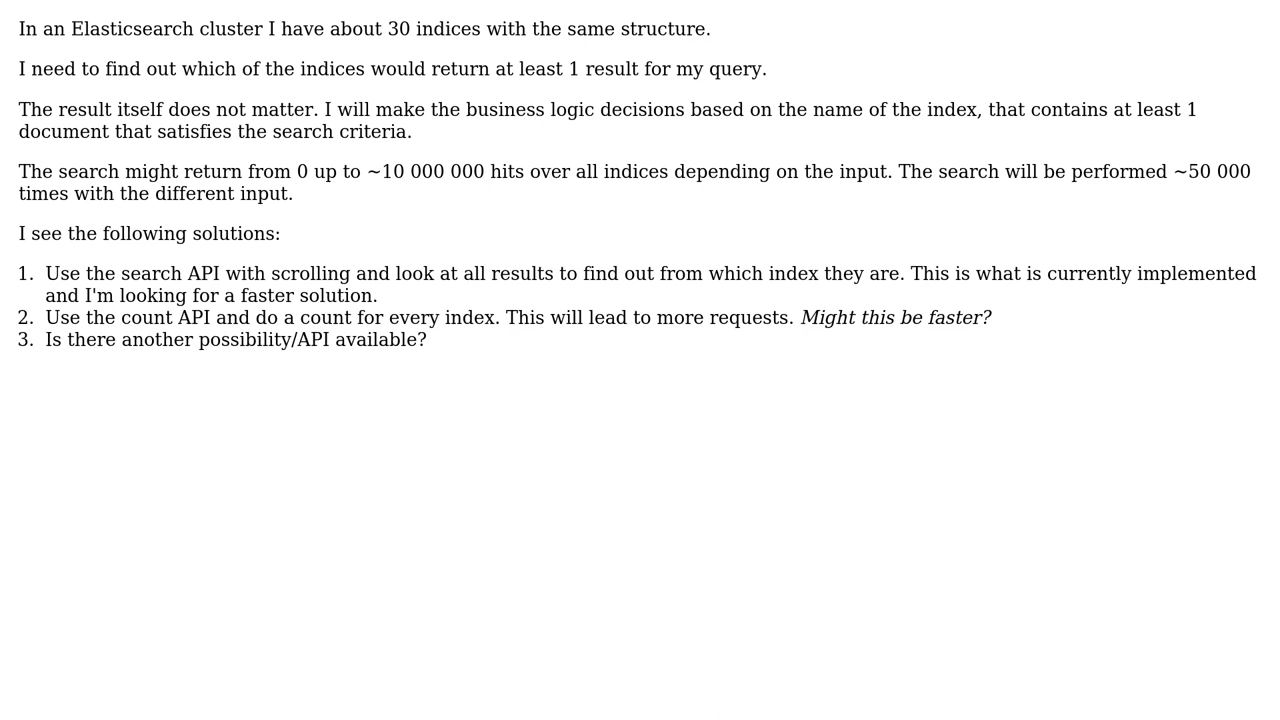 In an Elasticsearch cluster I have about 30 indices with the same structure.
I need to find out which of the indices would return at least 1 result for my query.
The result itself does not matter. I will make the business logic decisions based on the name of the index, that contains at least 1
document that satisfies the search criteria.
The search might return from 0 up to ~10 000 000 hits over all indices depending on the input. The search will be performed ~50 000
times with the different input.
I see the following solutions:
1. Use the search API with scrolling and look at all results to find out from which index they are. This is what is currently implemented
and I'm looking for a faster solution.
2. Use the count API and do a count for every index. This will lead to more requests. Might this be faster?
3. Is there another possibility/API available?